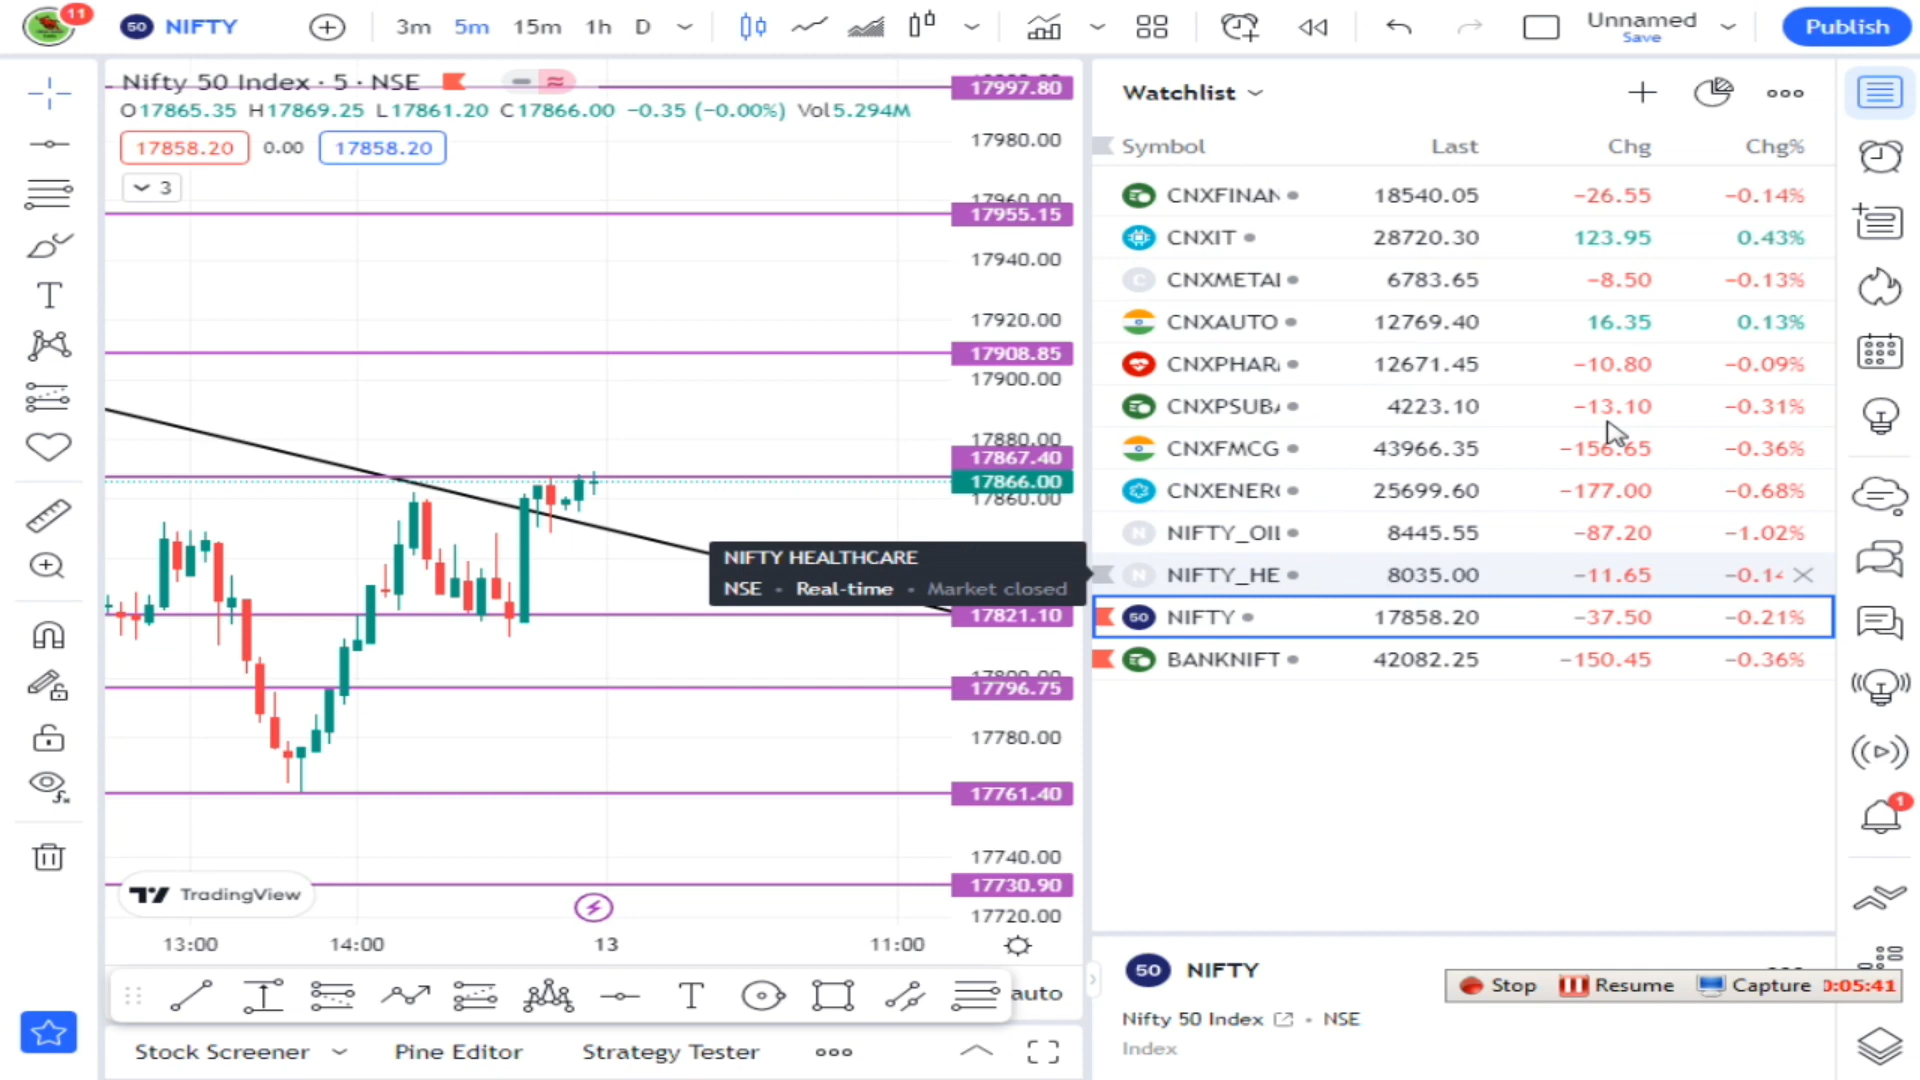 11
50 NIFTY 3m 5m 15m 1h D Unnamed Save Publish
Nifty 50 Index · 5 · NSE
O17865.35 H17869.25 L17861.20 C17866.00 −0.35 (−0.00%) Vol5.294M
17858.20 0.00 17858.20
3
17997.80
17980.00
17955.15
17940.00
17920.00
17908.85
17900.00
17880.00
17867.40
17866.00
17860.00
17821.10
17796.75
17780.00
17761.40
17740.00
17730.90
17720.00
NIFTY HEALTHCARE
NSE • Real-time • Market closed
TradingView
13:00 14:00 13 11:00
T T
auto
Stock Screener Pine Editor Strategy Tester
Watchlist
Symbol Last Chg Chg%
CNXFINAN 18540.05 −26.55 −0.14%
CNXIT 28720.30 123.95 0.43%
C CNXMETAI 6783.65 −8.50 −0.13%
CNXAUTO 12769.40 16.35 0.13%
CNXPHAR 12671.45 −10.80 −0.09%
CNXPSUB 4223.10 −13.10 −0.31%
CNXFMCG 43966.35 −156.65 −0.36%
CNXENER 25699.60 −177.00 −0.68%
N NIFTY_OIL 8445.55 −87.20 −1.02%
N NIFTY_HE 8035.00 −11.65 −0.14
50 NIFTY 17858.20 −37.50 −0.21%
BANKNIFT 42082.25 −150.45 −0.36%
1
50 NIFTY
Stop Resume Capture 0:05:41
Nifty 50 Index • NSE
Index